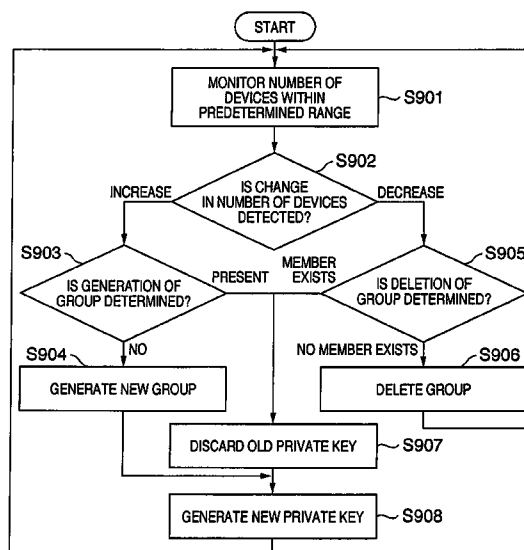 START
MONITOR NUMBER OF
DEVICES WITHIN
PREDETERMINED RANGE
S901
S902
IS CHANGE
IN NUMBER OF DEVICES
DETECTED?
INCREASE
DECREASE
S903
IS GENERATION OF
GROUP DETERMINED?
PRESENT
MEMBER
EXISTS
S905
IS DELETION OF
GROUP DETERMINED?
S904
NO
GENERATE NEW GROUP
NO MEMBER EXISTS
S906
DELETE GROUP
DISCARD OLD PRIVATE KEY
S907
GENERATE NEW PRIVATE KEY
S908